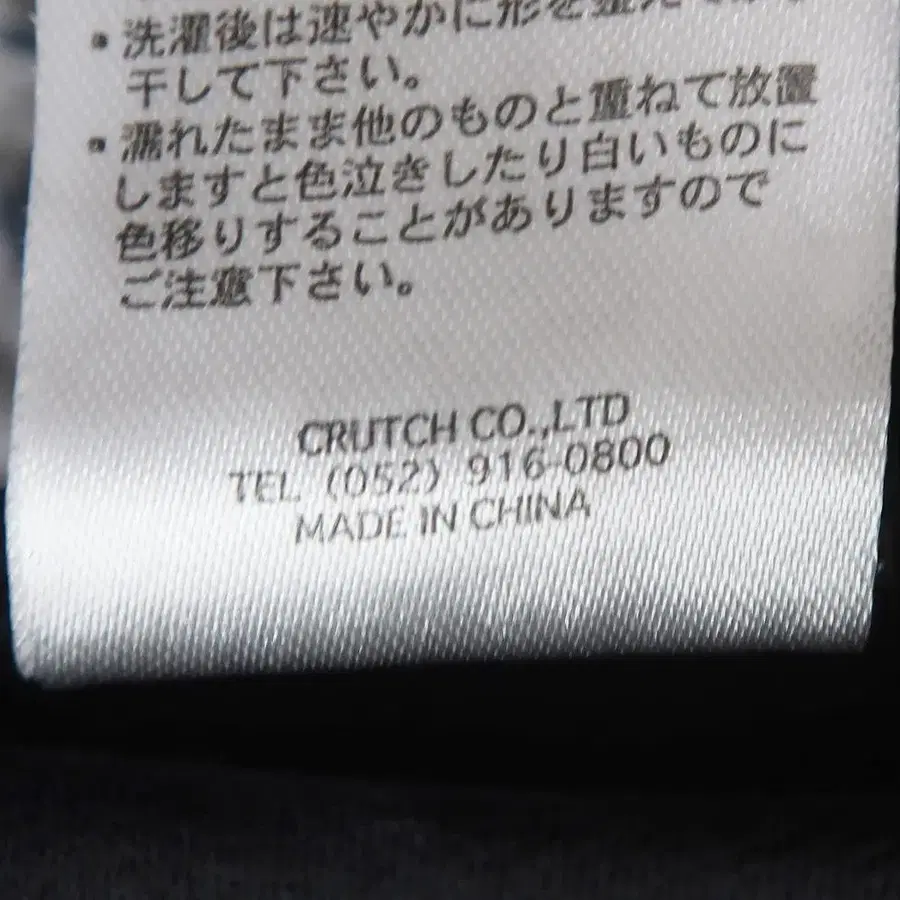 ・洗濯後は速やかに形を整えて
干して下さい。
・濡れたまま他のものと重ねて放置
しますと色泣きしたり白いものに
色移りすることがありますので
ご注意下さい。
CRUTCH CO.,LTD
TEL (052) 916-0800
MADE IN CHINA